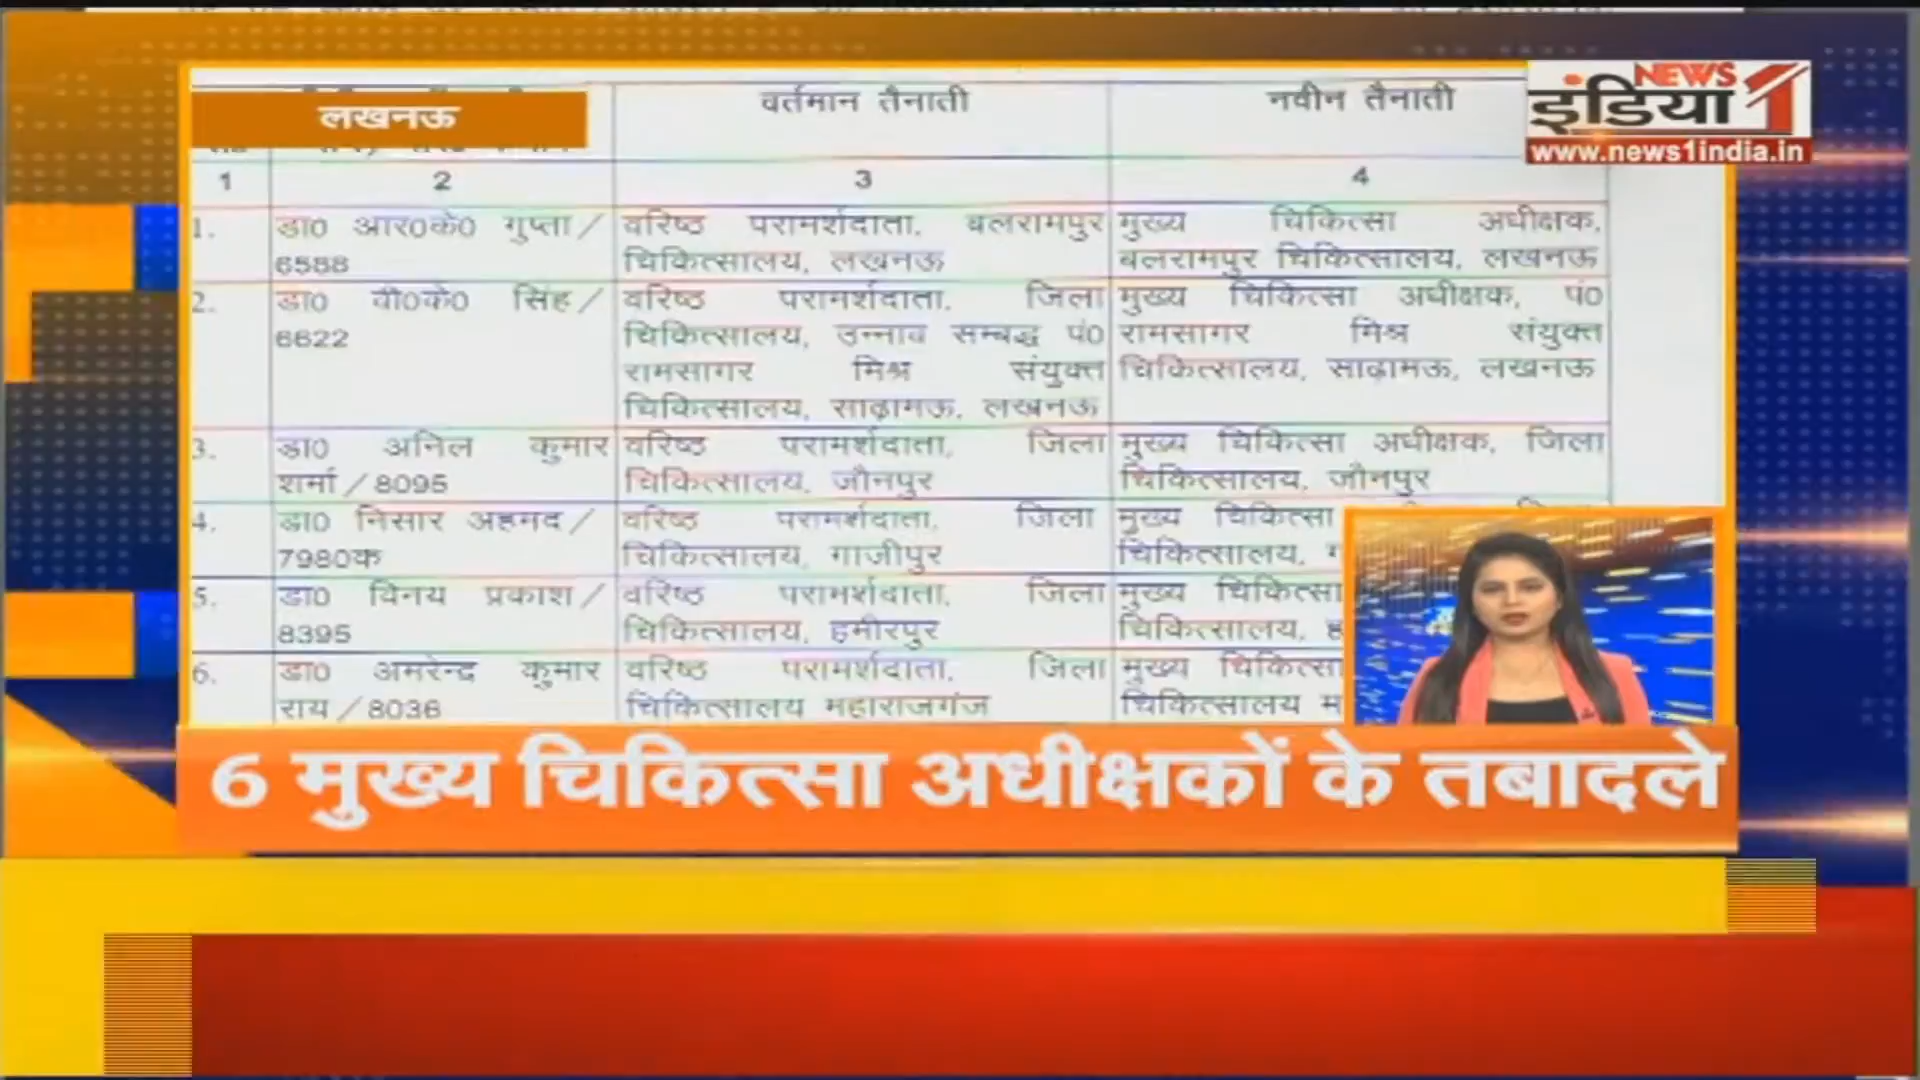 लखनऊ
वर्तमान तैनाती
नवीन तैनाती
NEWS
इंडिया 1
www.news1india.in
1 2 3 4
1. डा0 आर0के0 गुप्ता/ वरिष्ठ परामर्शदाता, बलरामपुर मुख्य चिकित्सा अधीक्षक,
6588 चिकित्सालय, लखनऊ बलरामपुर चिकित्सालय, लखनऊ
2. डा0 वी0के0 सिंह/ वरिष्ठ परामर्शदाता, जिला मुख्य चिकित्सा अधीक्षक, पं0
6622 चिकित्सालय, उन्नाव सम्बद्ध पं0 रामसागर मिश्र संयुक्त
रामसागर मिश्र संयुक्त चिकित्सालय, साढ़ामऊ, लखनऊ
चिकित्सालय, साढ़ामऊ, लखनऊ
3. डा0 अनिल कुमार वरिष्ठ परामर्शदाता, जिला मुख्य चिकित्सा अधीक्षक, जिला
शर्मा/8095 चिकित्सालय, जौनपुर चिकित्सालय, जौनपुर
4. डा0 निसार अहमद/ वरिष्ठ परामर्शदाता, जिला मुख्य चिकित्सा
7980क चिकित्सालय, गाजीपुर चिकित्सालय,
5. डा0 विनय प्रकाश/ वरिष्ठ परामर्शदाता, जिला मुख्य चिकित्सा
8395 चिकित्सालय, हमीरपुर चिकित्सालय,
6. डा0 अमरेन्द्र कुमार वरिष्ठ परामर्शदाता, जिला मुख्य चिकित्सा
राय/8036 चिकित्सालय महाराजगंज चिकित्सालय
6 मुख्य चिकित्सा अधीक्षकों के तबादले